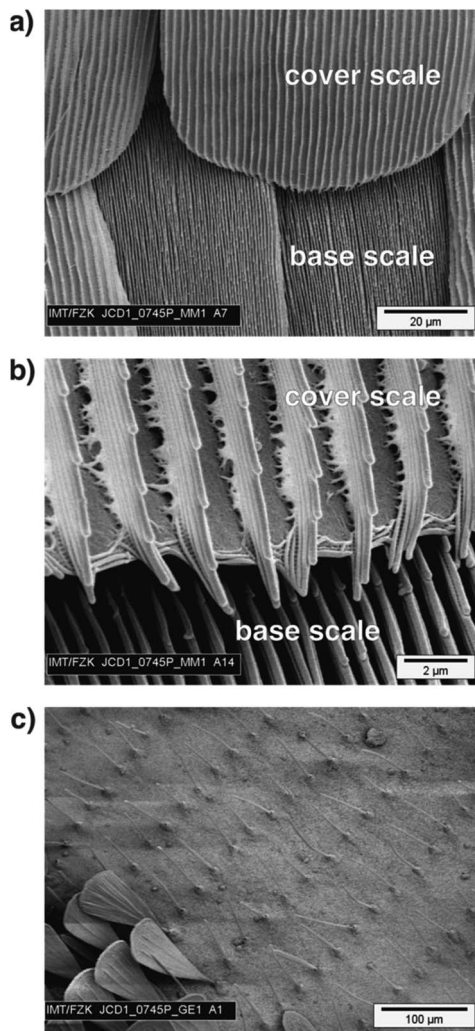 a)
cover scale
base scale
IMT/FZK JCD1_0745P_MM1 A7
20 µm
b)
cover scale
base scale
IMT/FZK JCD1_0745P_MM1 A14
2 µm
c)
IMT/FZK JCD1_0745P_GE1 A1
100 µm